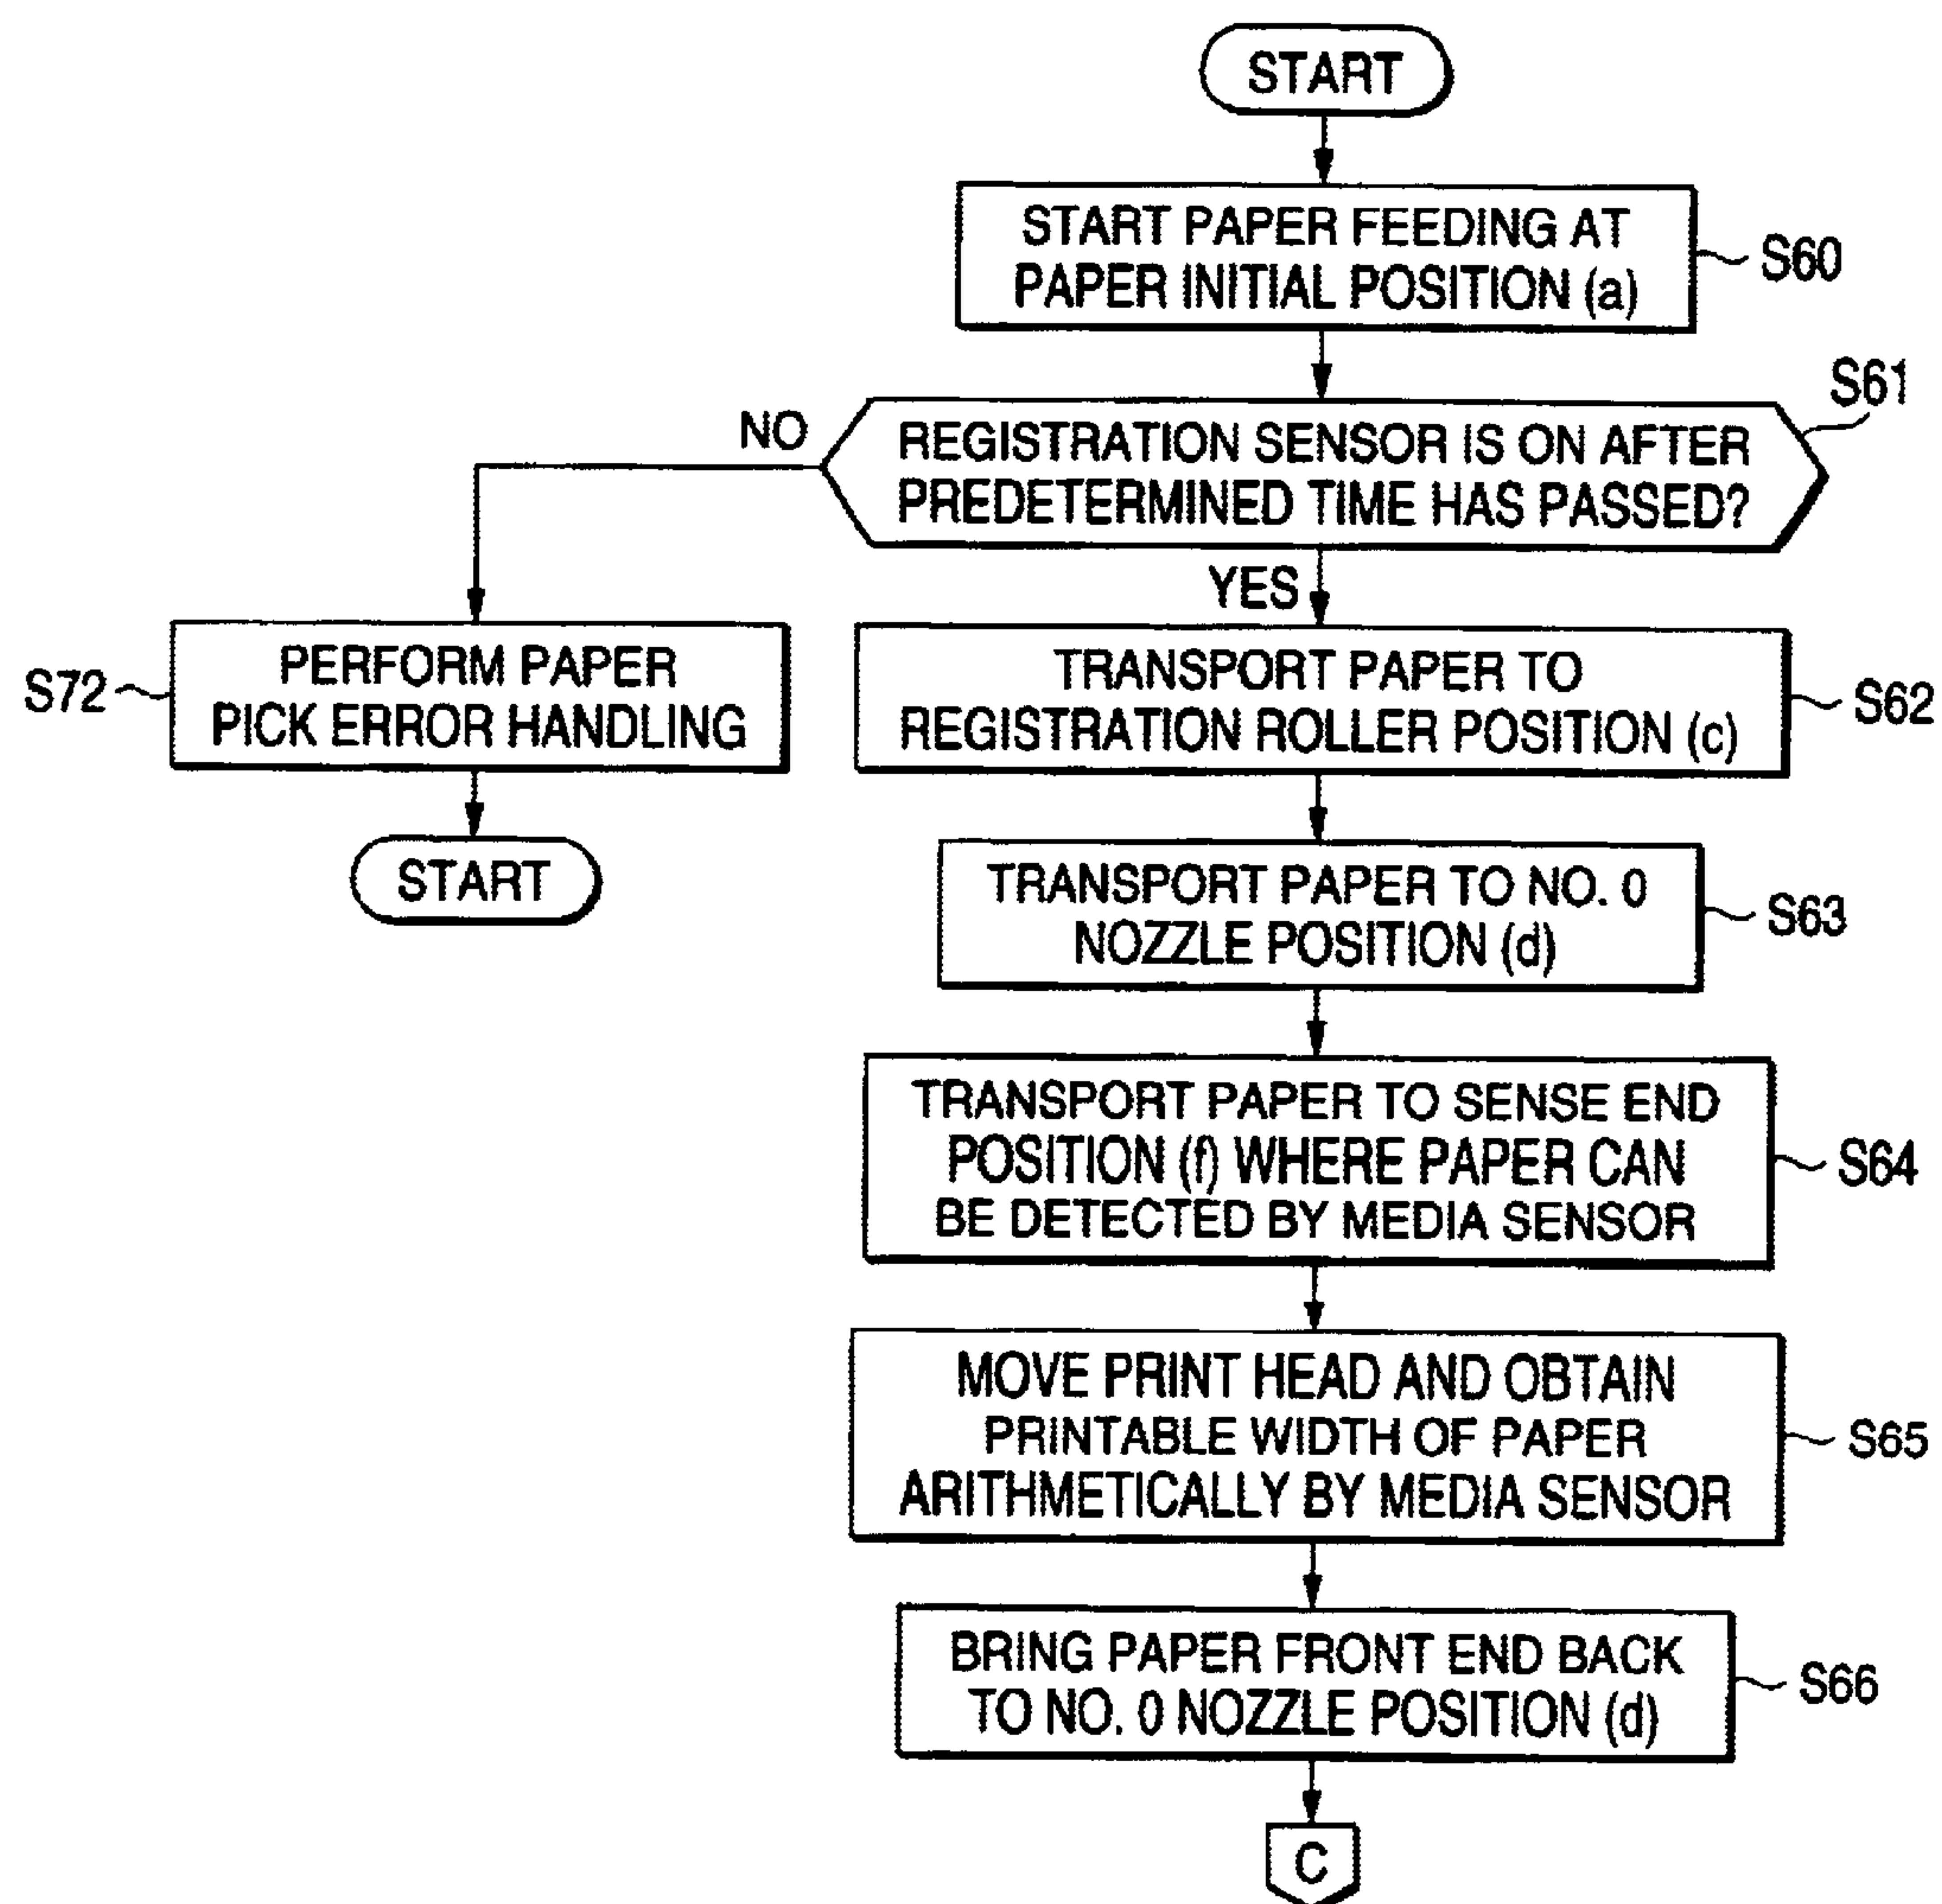 START
START PAPER FEEDING AT
PAPER INITIAL POSITION (a)
S60
S61
NO
REGISTRATION SENSOR IS ON AFTER
PREDETERMINED TIME HAS PASSED?
YES
S72
PERFORM PAPER
PICK ERROR HANDLING
TRANSPORT PAPER TO
REGISTRATION ROLLER POSITION (c)
S62
START
TRANSPORT PAPER TO NO. 0
NOZZLE POSITION (d)
S63
TRANSPORT PAPER TO SENSE END
POSITION (f) WHERE PAPER CAN
BE DETECTED BY MEDIA SENSOR
S64
MOVE PRINT HEAD AND OBTAIN
PRINTABLE WIDTH OF PAPER
ARITHMETICALLY BY MEDIA SENSOR
S65
BRING PAPER FRONT END BACK
TO NO. 0 NOZZLE POSITION (d)
S66
C